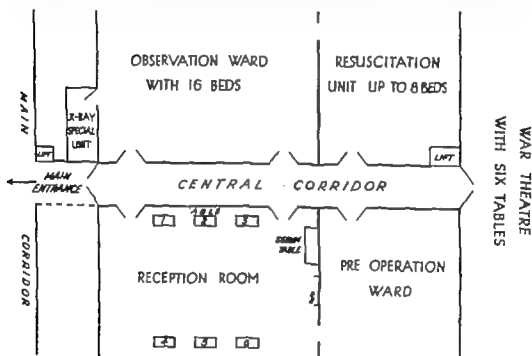 OBSERVATION WARD
WITH 16 BEDS
RESUSCITATION
UNIT UP TO 8 BEDS
MAIN
X-RAY
SPECIAL
UNIT
LIFT
LIFT
MAIN
ENTRANCE
CENTRAL CORRIDOR
WAR THEATRE
WITH SIX TABLES
1
2
3
TABLE
CORRIDOR
RECEPTION ROOM
PRE OPERATION
WARD
4
5
6